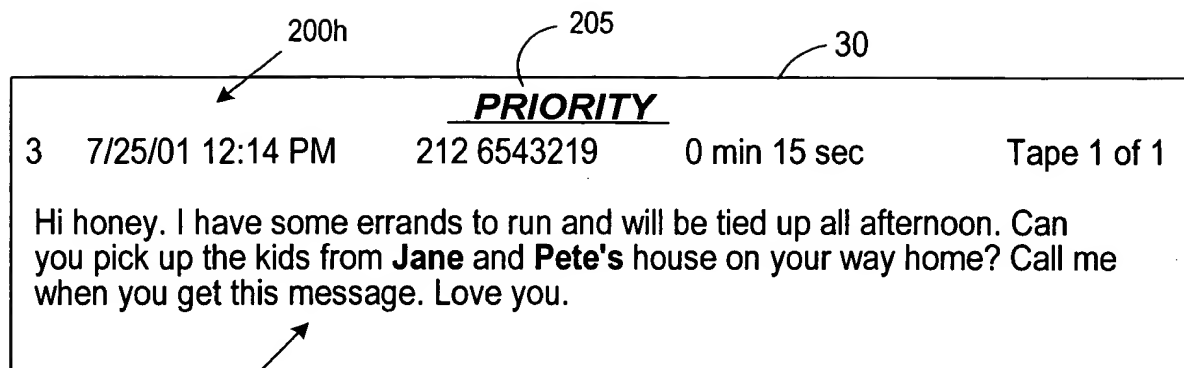 200h 205 30
PRIORITY
3 7/25/01 12:14 PM 212 6543219 0 min 15 sec Tape 1 of 1
Hi honey. I have some errands to run and will be tied up all afternoon. Can
you pick up the kids from Jane and Pete's house on your way home? Call me
when you get this message. Love you.